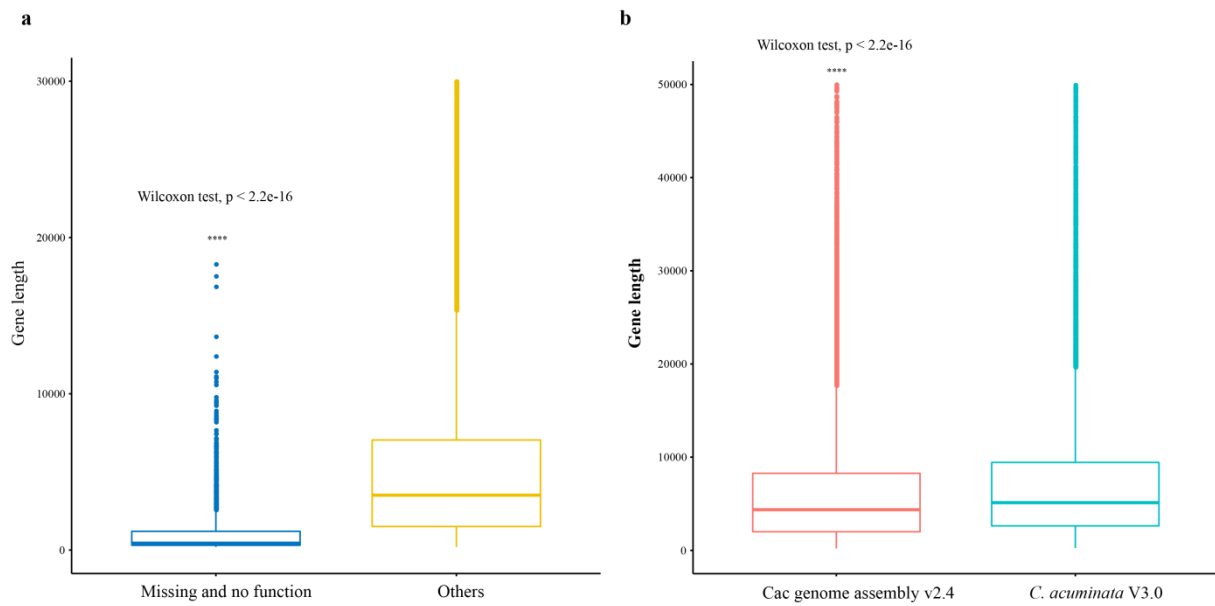 a
Wilcoxon test, p < 2.2e-16
****
Gene length
30000
20000
10000
0
Missing and no function
Others
b
Wilcoxon test, p < 2.2e-16
****
Gene length
50000
40000
30000
20000
10000
0
Cac genome assembly v2.4
C. acuminata V3.0